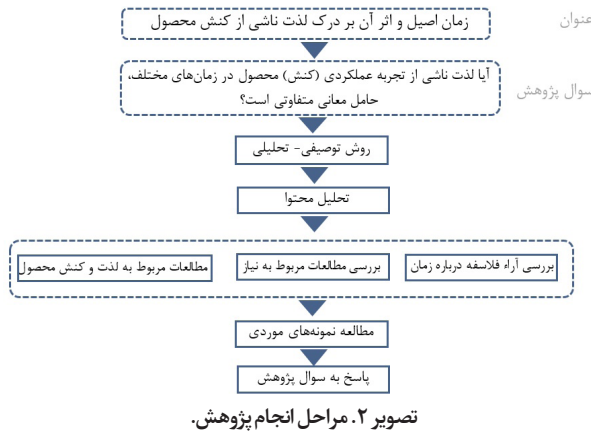 عنوان
زمان اصیل و اثر آن بر درک لذت ناشی از کنش محصول
سوال پژوهش
آیا لذت ناشی از تجربه عملکردی (کنش) محصول در زمان‌های مختلف،
حامل معانی متفاوتی است؟
روش توصیفی- تحلیلی
تحلیل محتوا
بررسی آراء فلاسفه درباره زمان
بررسی مطالعات مربوط به نیاز
مطالعات مربوط به لذت و کنش محصول
مطالعه نمونه‌های موردی
پاسخ به سوال پژوهش
تصویر ۲. مراحل انجام پژوهش.